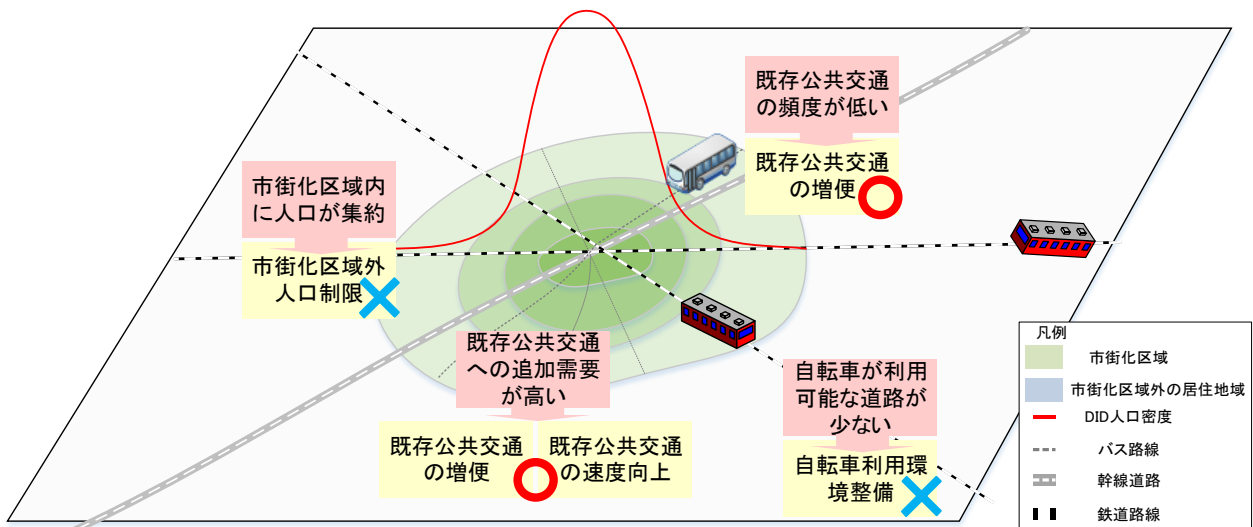 既存公共交通
の頻度が低い
既存公共交通
の増便
市街化区域内
に人口が集約
市街化区域外
人口制限
既存公共交通
への追加需要
が高い
既存公共交通
の増便
既存公共交通
の速度向上
自転車が利用
可能な道路が
少ない
自転車利用環
境整備
凡例
市街化区域
市街化区域外の居住地域
DID人口密度
バス路線
幹線道路
鉄道路線